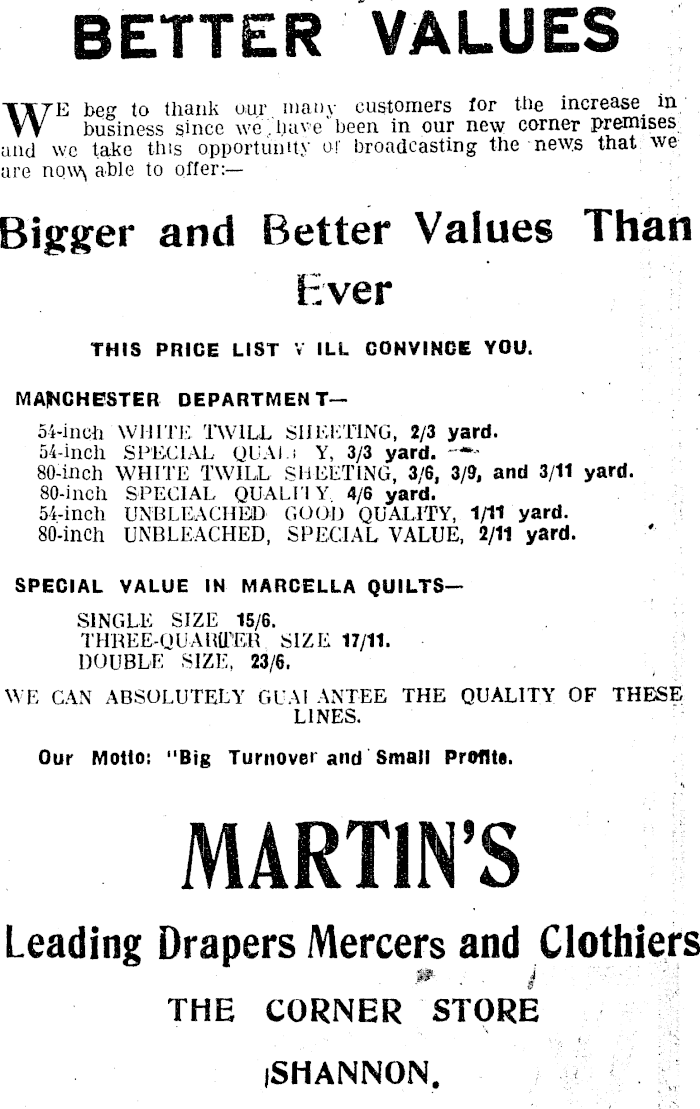 BETTER VALUES
WE beg to thank our many customers for the increase in
business since we have been in our new corner premises
and we take this opportunity of broadcasting the news that we
are now able to offer:—
Bigger and Better Values Than
Ever
THIS PRICE LIST WILL CONVINCE YOU.
MANCHESTER DEPARTMENT—
54-inch WHITE TWILL SHEETING, 2/3 yard.
54-inch SPECIAL QUALITY, 3/3 yard.
80-inch WHITE TWILL SHEETING, 3/6, 3/9, and 3/11 yard.
80-inch SPECIAL QUALITY, 4/6 yard.
54-inch UNBLEACHED GOOD QUALITY, 1/11 yard.
80-inch UNBLEACHED, SPECIAL VALUE, 2/11 yard.
SPECIAL VALUE IN MARCELLA QUILTS—
SINGLE SIZE 15/6.
THREE-QUARTER SIZE 17/11.
DOUBLE SIZE, 23/6.
WE CAN ABSOLUTELY GUARANTEE THE QUALITY OF THESE
LINES.
Our Motto: "Big Turnover and Small Profits.
MARTIN'S
Leading Drapers Mercers and Clothiers
THE CORNER STORE
SHANNON.